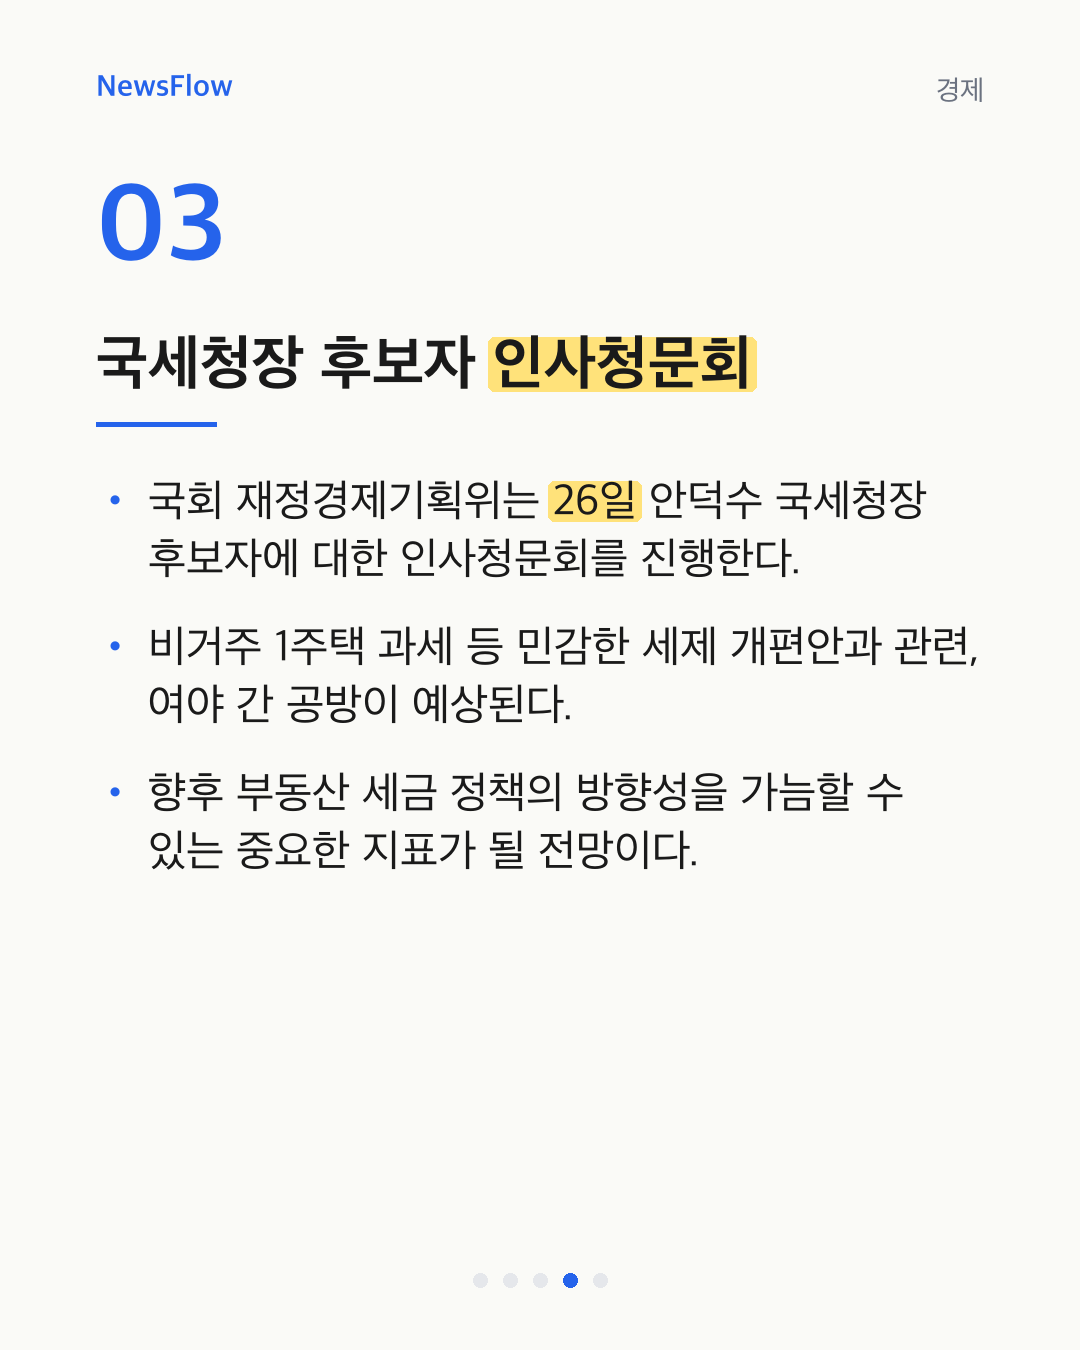 NewsFlow
경제
03
국세청장 후보자 인사청문회
• 국회 재정경제기획위는 26일 안덕수 국세청장
후보자에 대한 인사청문회를 진행한다.
• 비거주 1주택 과세 등 민감한 세제 개편안과 관련,
여야 간 공방이 예상된다.
• 향후 부동산 세금 정책의 방향성을 가늠할 수
있는 중요한 지표가 될 전망이다.